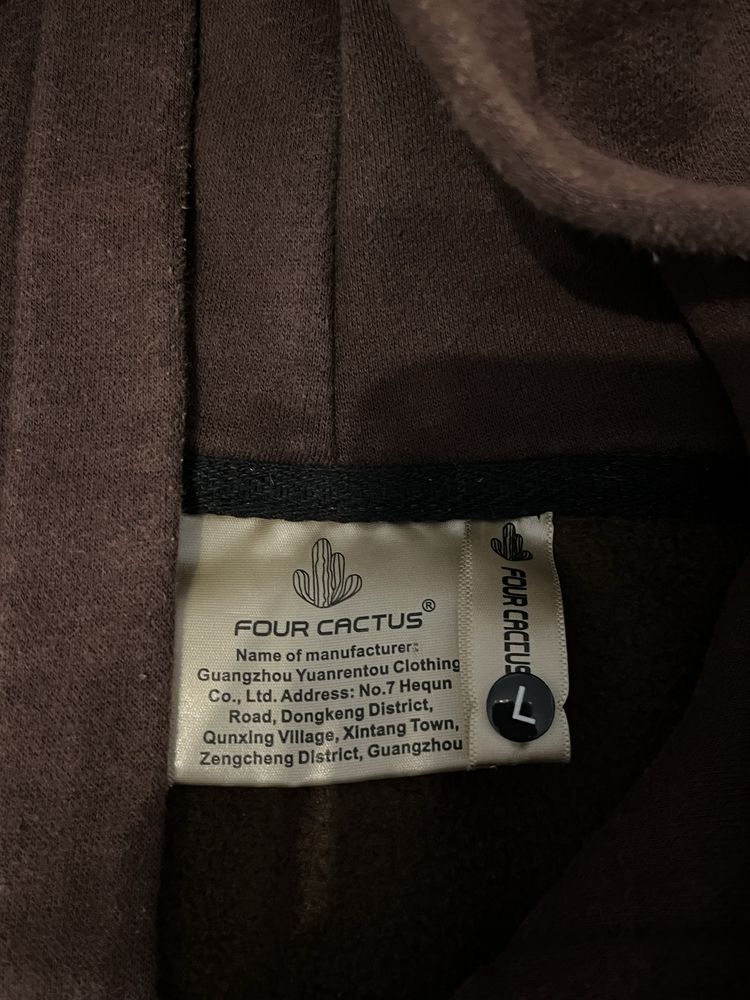 FOUR CACTUS®
Name of manufacturer:
Guangzhou Yuanrentou Clothing
Co., Ltd. Address: No.7 Hequn
Road, Dongkeng District,
Qunxing Village, Xintang Town,
Zengcheng District, Guangzhou
FOUR CACTUS
L